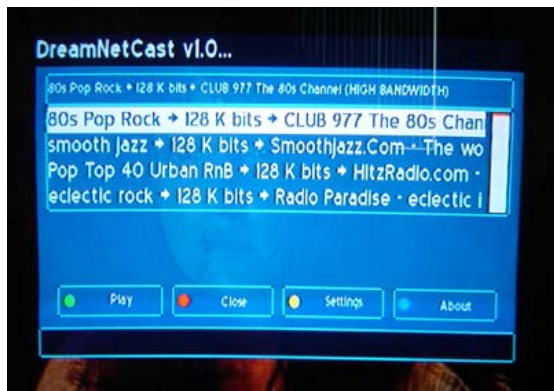 DreamNetCast v1.0...
80s Pop Rock → 128 K bits → CLUB 977 The 80s Channel (HIGH BANDWIDTH)
80s Pop Rock → 128 K bits → CLUB 977 The 80s Chan
smooth jazz → 128 K bits → SmoothJazz.Com - The wo
Pop Top 40 Urban RnB → 128 K bits → HitzRadio.com -
eclectic rock → 128 K bits → Radio Paradise - eclectic i
Play Close Settings About